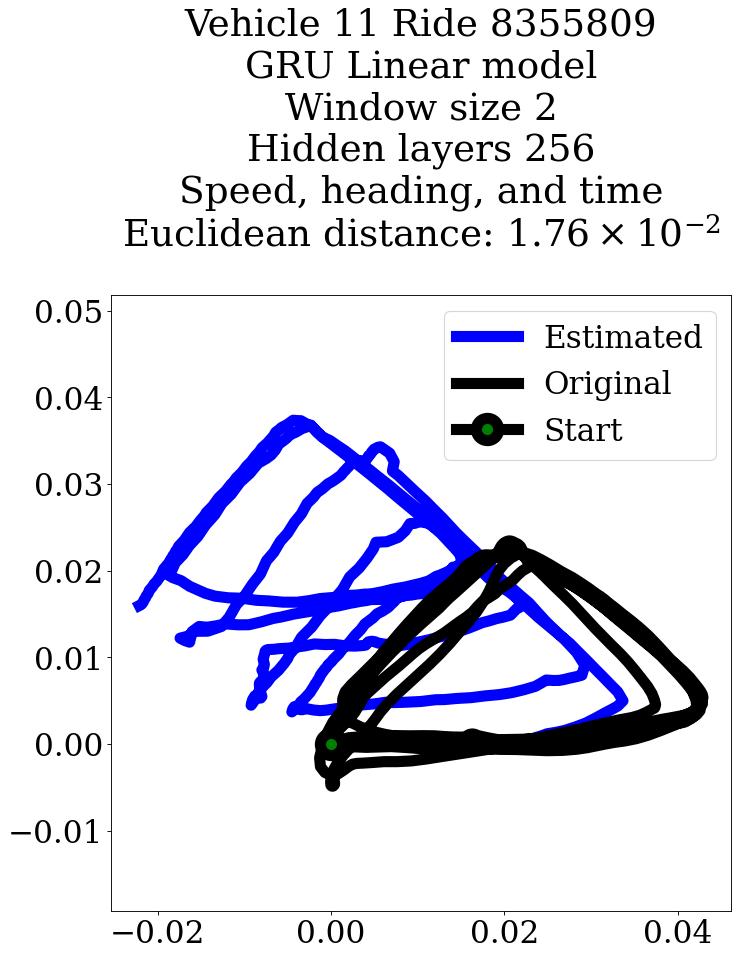 Vehicle 11 Ride 8355809
GRU Linear model
Window size 2
Hidden layers 256
Speed, heading, and time
Euclidean distance: 1.76 × 10⁻²
0.05
0.04
0.03
0.02
0.01
0.00
−0.01
Estimated
Original
Start
−0.02
0.00
0.02
0.04